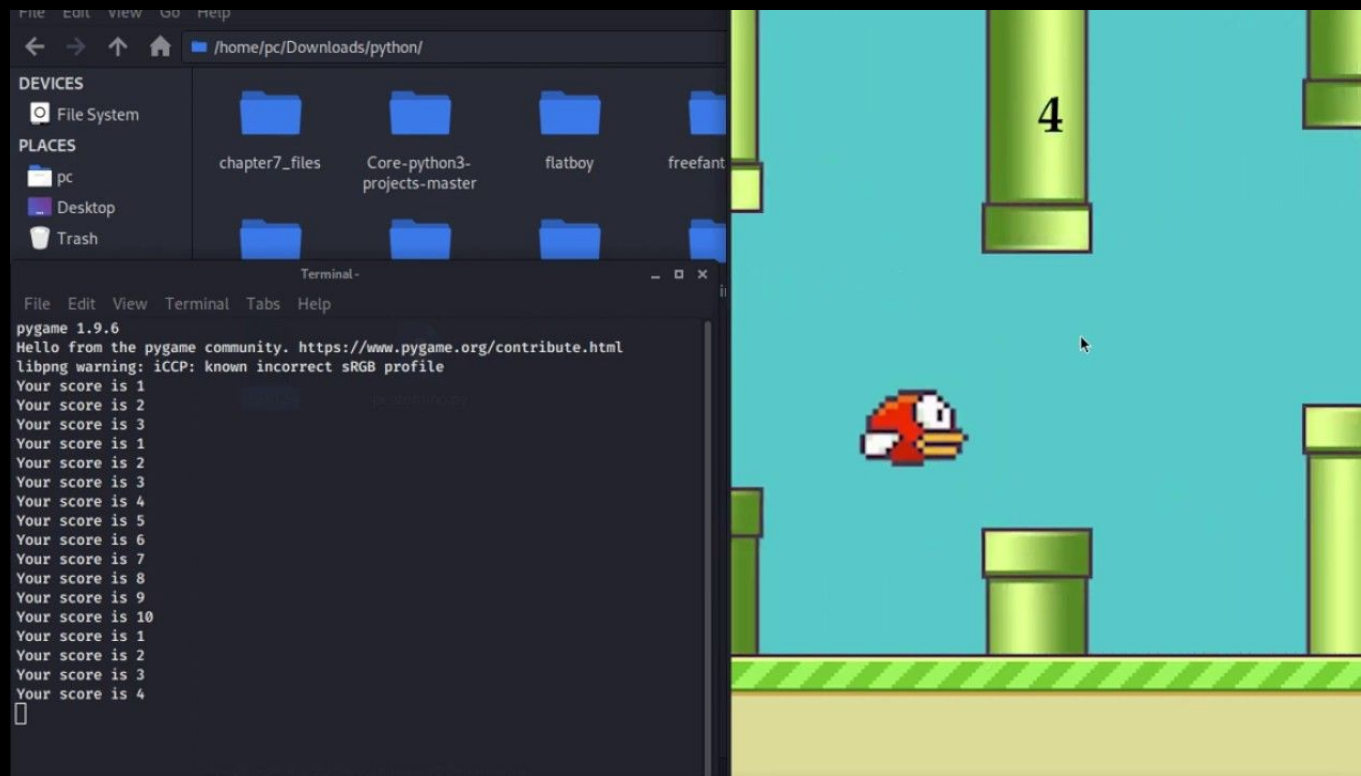 File Edit View Go Help
/home/pc/Downloads/python/
DEVICES
File System
PLACES
pc
Desktop
Trash
chapter7_files
Core-python3-
projects-master
flatboy
freefant
Terminal -
File Edit View Terminal Tabs Help
pygame 1.9.6
Hello from the pygame community. https://www.pygame.org/contribute.html
libpng warning: iCCP: known incorrect sRGB profile
Your score is 1
Your score is 2
Your score is 3
Your score is 1
Your score is 2
Your score is 3
Your score is 4
Your score is 5
Your score is 6
Your score is 7
Your score is 8
Your score is 9
Your score is 10
Your score is 1
Your score is 2
Your score is 3
Your score is 4
4